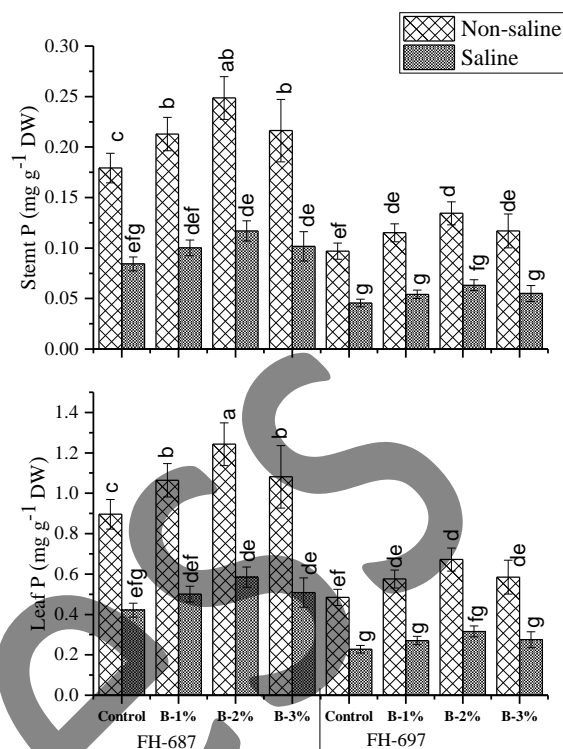 Non-saline
Saline
Stemt P (mg g-1 DW)
0.30
0.25
0.20
0.15
0.10
0.05
0.00
c
efg
b
def
ab
de
b
de
ef
g
de
g
d
fg
de
g
Leaf P (mg g-1 DW)
1.4
1.2
1.0
0.8
0.6
0.4
0.2
0.0
c
efg
b
def
a
de
b
de
ef
g
de
g
d
fg
de
g
Control B-1% B-2% B-3% Control B-1% B-2% B-3%
FH-687 FH-697